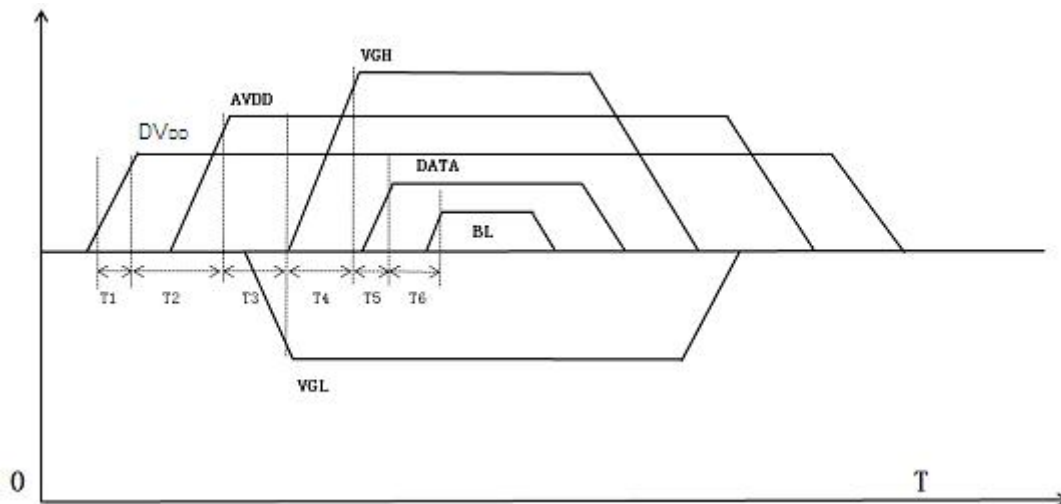 VGH
AVDD
DVDD
DATA
BL
T1 T2 T3 T4 T5 T6
VGL
0 T